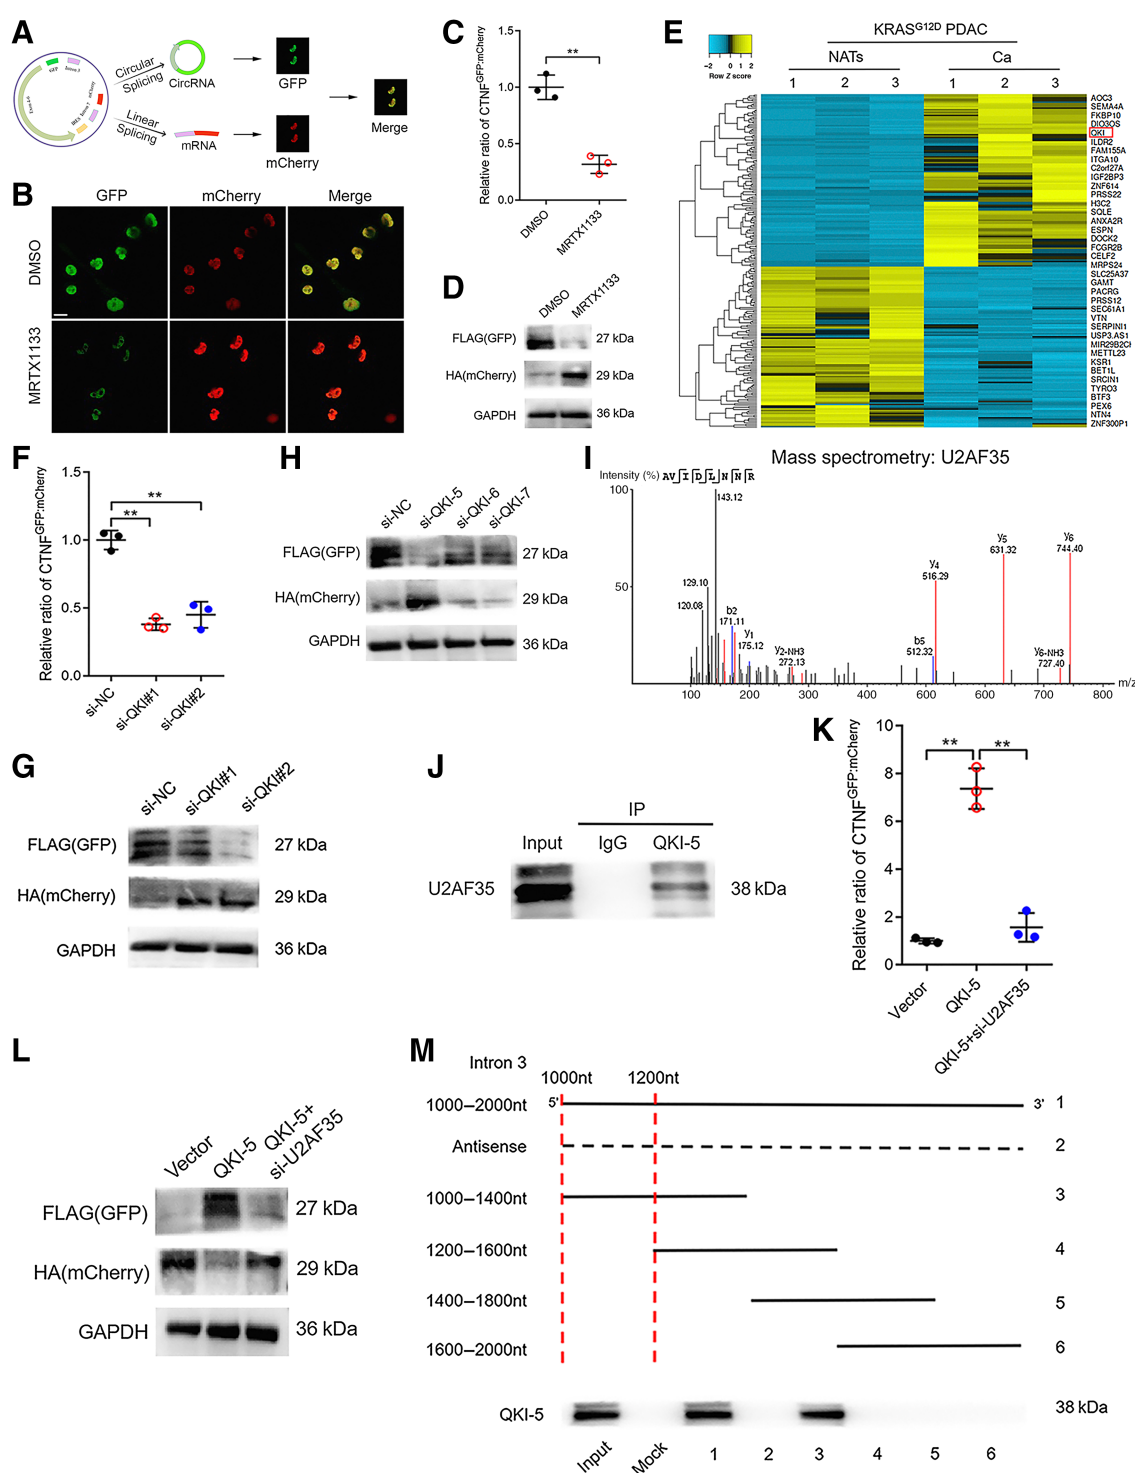 A
GFP
Intron 3
mCherry
Intron 7
IRES
Circular
Splicing
CircRNA
GFP
Linear
Splicing
mRNA
mCherry
Merge
B
GFP
mCherry
Merge
DMSO
MRTX1133
C
Relative ratio of CTNF^GFP:mCherry
1.5
1.0
0.5
0.0
**
DMSO
MRTX1133
D
DMSO
MRTX1133
FLAG(GFP)
27 kDa
HA(mCherry)
29 kDa
GAPDH
36 kDa
E
−2 −1 0 1 2
Row Z score
KRAS^G12D PDAC
NATs
Ca
1 2 3 1 2 3
AOC3
SEMA4A
FKBP10
DIO3OS
QKI
ILDR2
FAM155A
ITGA10
C2orf27A
IGF2BP3
ZNF614
PRSS22
H3C2
SQLE
ANXA2R
ESPN
DOCK2
FCGR2B
CELF2
MRPS24
SLC25A37
GAMT
PACRG
PRSS12
SEC61A1
VTN
SERPINI1
USP3.AS1
MIR29B2CH
METTL23
KSR1
BET1L
SRCIN1
TYRO3
BTF3
PEX6
NTN4
ZNF300P1
F
Relative ratio of CTNF^GFP:mCherry
1.5
1.0
0.5
0.0
**
**
si-NC
si-QKI#1
si-QKI#2
H
si-NC
si-QKI-5
si-QKI-6
si-QKI-7
FLAG(GFP)
27 kDa
HA(mCherry)
29 kDa
GAPDH
36 kDa
I
Mass spectrometry: U2AF35
Intensity (%)
AV I D L N N R
100
50
143.12
129.10
120.08
b2
171.11
y1
175.12
y2-NH3
272.13
b5
512.32
y4
516.29
y5
631.32
y6
744.40
y6-NH3
727.40
100 200 300 400 600 600 700 800
m/z
G
si-NC
si-QKI#1
si-QKI#2
FLAG(GFP)
27 kDa
HA(mCherry)
29 kDa
GAPDH
36 kDa
J
IP
Input
IgG
QKI-5
U2AF35
38 kDa
K
Relative ratio of CTNF^GFP:mCherry
10
8
6
4
2
0
**
**
Vector
QKI-5
QKI-5+si-U2AF35
L
Vector
QKI-5
QKI-5+
si-U2AF35
FLAG(GFP)
27 kDa
HA(mCherry)
29 kDa
GAPDH
36 kDa
M
Intron 3
1000nt
1200nt
1000–2000nt
5'
3'
1
Antisense
2
1000–1400nt
3
1200–1600nt
4
1400–1800nt
5
1600–2000nt
6
QKI-5
38 kDa
Input
Mock
1 2 3 4 5 6